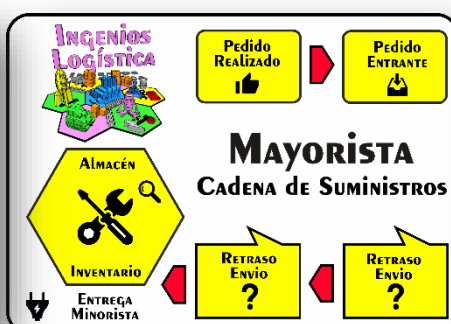 Ingenios
Logística
Pedido
Realizado
Pedido
Entrante
Mayorista
Cadena de Suministros
Almacén
Inventario
Retraso
Envio
?
Retraso
Envio
?
Entrega
Minorista